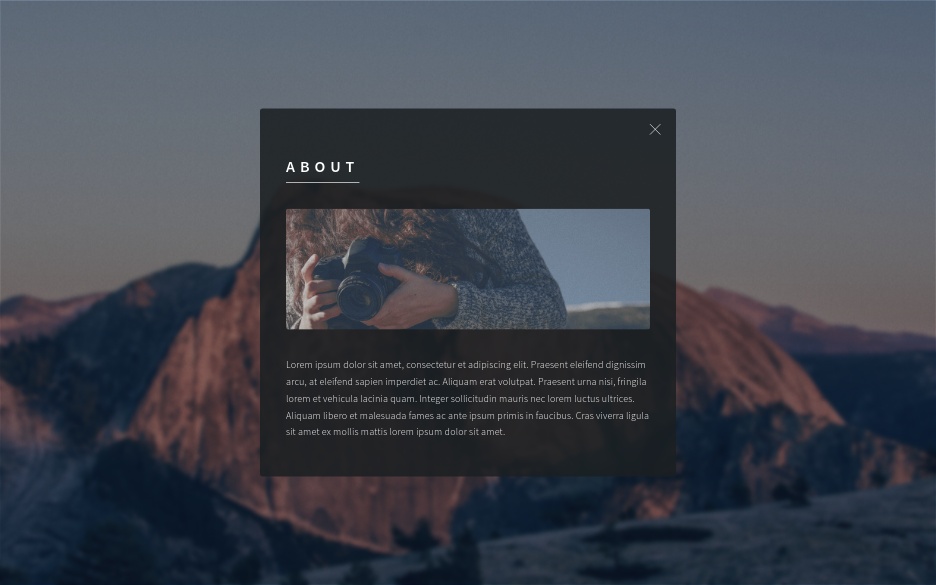 ABOUT
Lorem ipsum dolor sit amet, consectetur et adipiscing elit. Praesent eleifend dignissim
arcu, at eleifend sapien imperdiet ac. Aliquam erat volutpat. Praesent urna nisi, fringila
lorem et vehicula lacinia quam. Integer sollicitudin mauris nec lorem luctus ultrices.
Aliquam libero et malesuada fames ac ante ipsum primis in faucibus. Cras viverra ligula
sit amet ex mollis mattis lorem ipsum dolor sit amet.